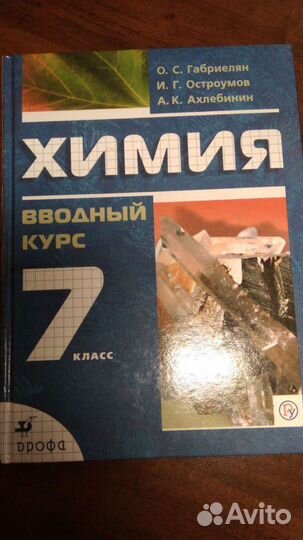 О. С. Габриелян
И. Г. Остроумов
А. К. Ахлебинин
ХИМИЯ
ВВОДНЫЙ
КУРС
7
КЛАСС
дрофа
Avito